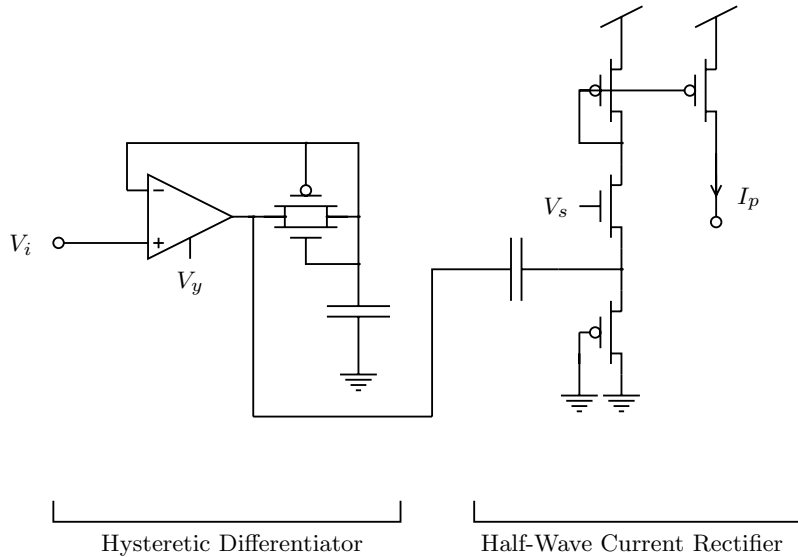 V_s
I_p
V_i
−
+
V_y
Hysteretic Differentiator
Half-Wave Current Rectifier